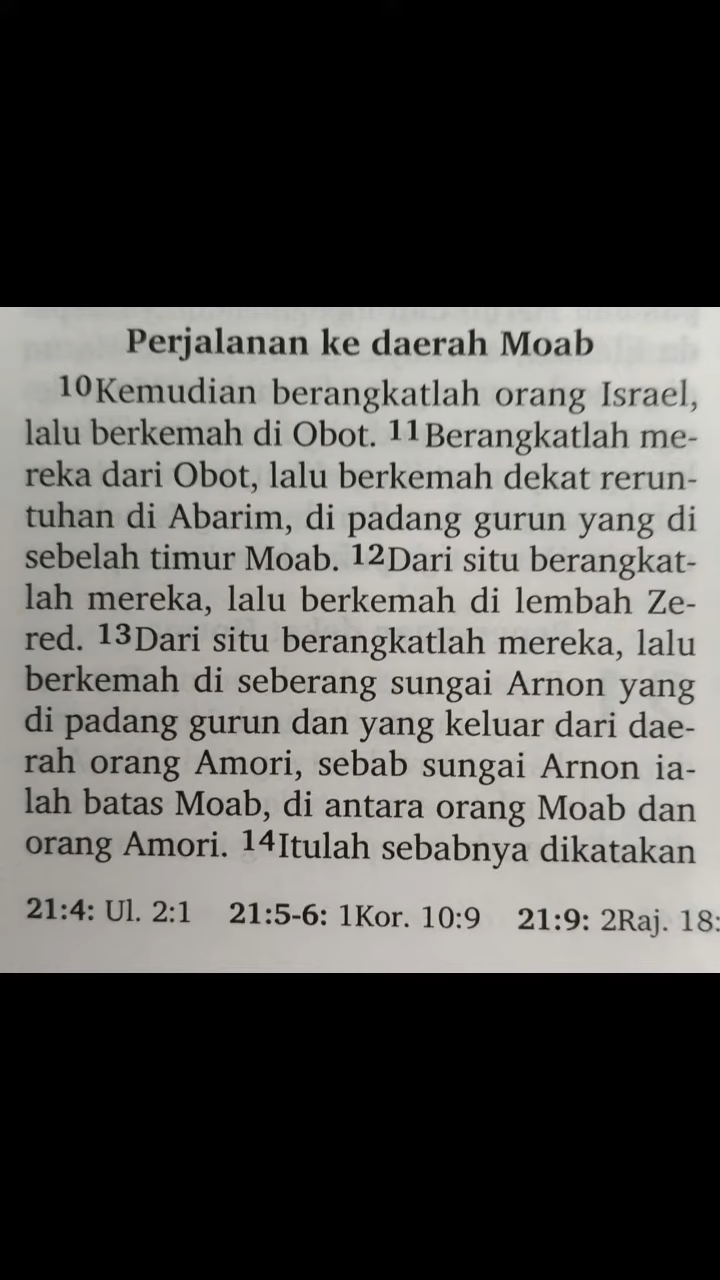 Perjalanan ke daerah Moab
10Kemudian berangkatlah orang Israel,
lalu berkemah di Obot. 11Berangkatlah me-
reka dari Obot, lalu berkemah dekat rerun-
tuhan di Abarim, di padang gurun yang di
sebelah timur Moab. 12Dari situ berangkat-
lah mereka, lalu berkemah di lembah Ze-
red. 13Dari situ berangkatlah mereka, lalu
berkemah di seberang sungai Arnon yang
di padang gurun dan yang keluar dari dae-
rah orang Amori, sebab sungai Arnon ia-
lah batas Moab, di antara orang Moab dan
orang Amori. 14Itulah sebabnya dikatakan
21:4: Ul. 2:1 21:5-6: 1Kor. 10:9 21:9: 2Raj. 18: